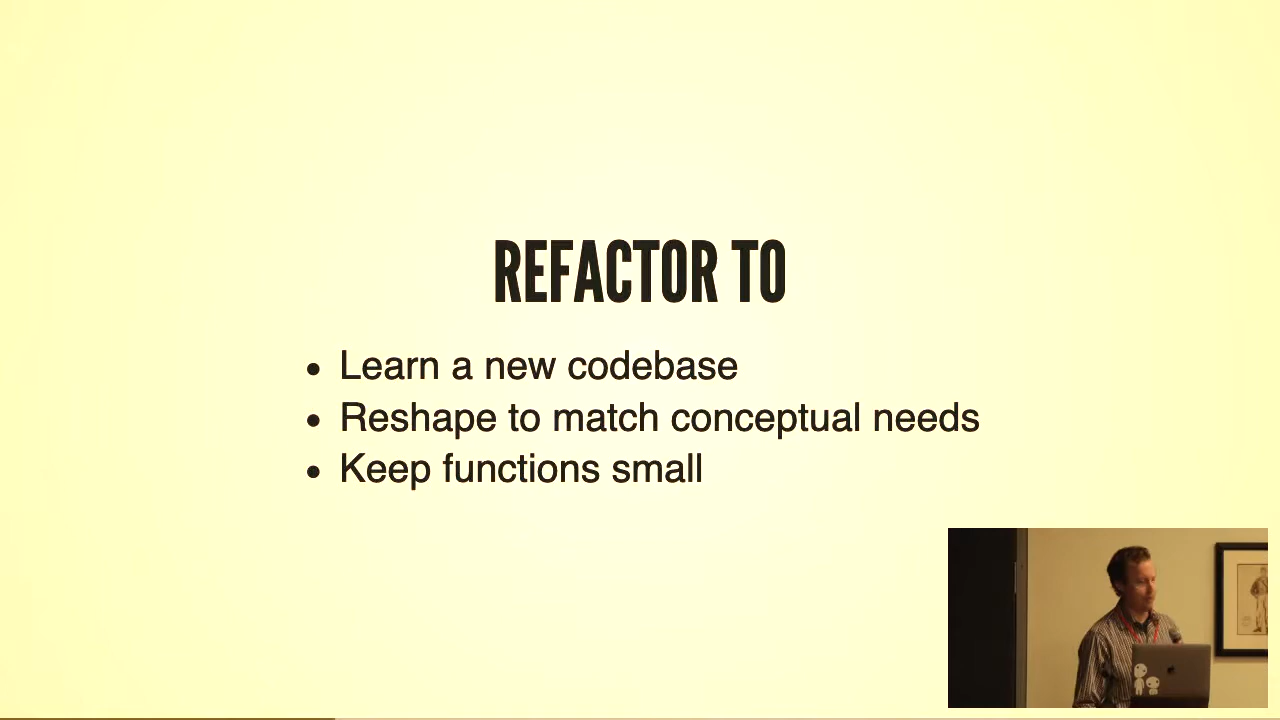 REFACTOR TO
Learn a new codebase
Reshape to match conceptual needs
Keep functions small